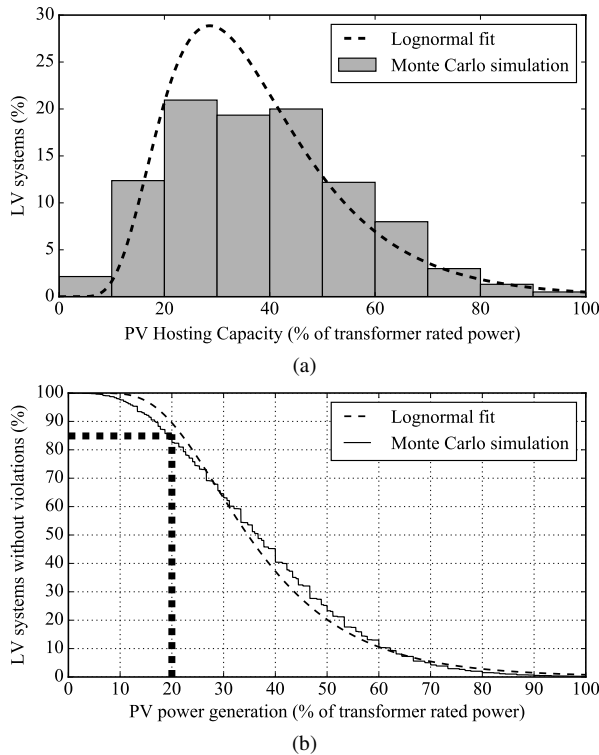 30
25
20
15
10
5
0
LV systems (%)
Lognormal fit
Monte Carlo simulation
0 20 40 60 80 100
PV Hosting Capacity (% of transformer rated power)
(a)
100
90
80
70
60
50
40
30
20
10
0
LV systems without violations (%)
Lognormal fit
Monte Carlo simulation
0 10 20 30 40 50 60 70 80 90 100
PV power generation (% of transformer rated power)
(b)